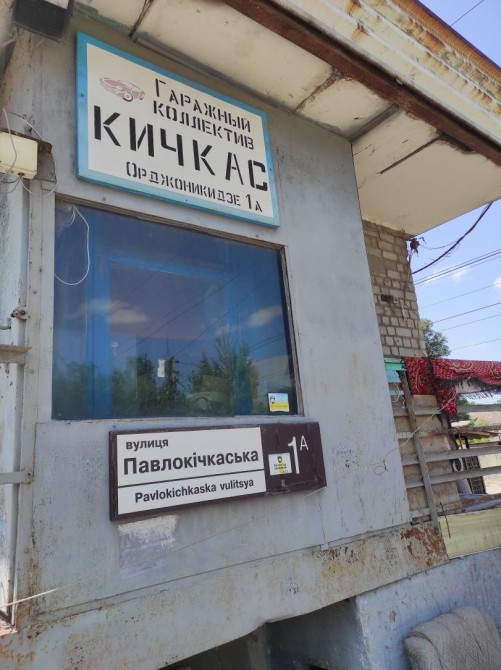 Гаражный
коллектив
КИЧКАС
Орджоникидзе 1а
вулиця
Павлокічкаська
Pavlokichkaska vulitsya
1А